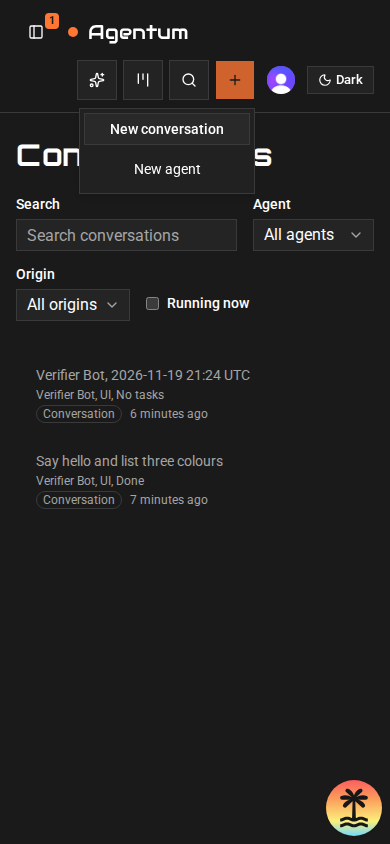 1
Agentum
Dark
New conversation
New agent
Search
Agent
Search conversations
All agents
Origin
All origins
Running now
Verifier Bot, 2026-11-19 21:24 UTC
Verifier Bot, UI, No tasks
Conversation 6 minutes ago
Say hello and list three colours
Verifier Bot, UI, Done
Conversation 7 minutes ago